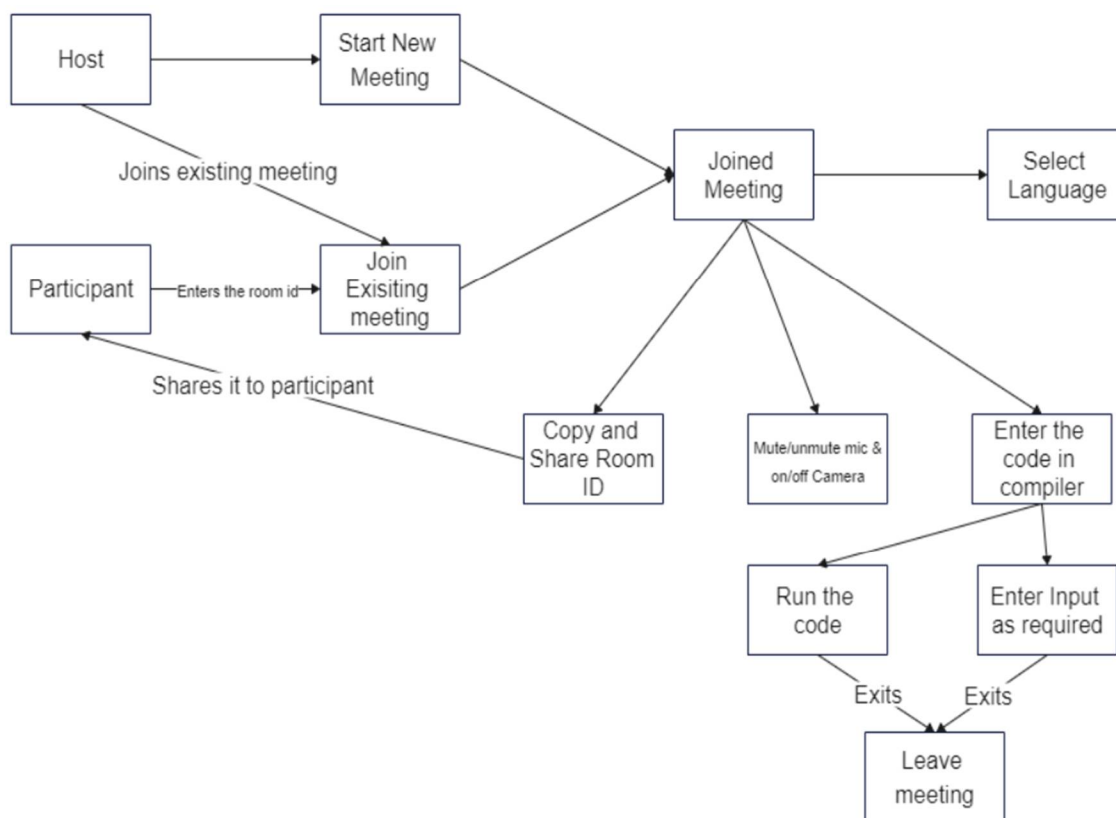 Host
Start New
Meeting
Joins existing meeting
Joined
Meeting
Select
Language
Participant
Enters the room id
Join
Exisiting
meeting
Shares it to participant
Copy and
Share Room
ID
Mute/unmute mic &
on/off Camera
Enter the
code in
compiler
Run the
code
Enter Input
as required
Exits
Exits
Leave
meeting